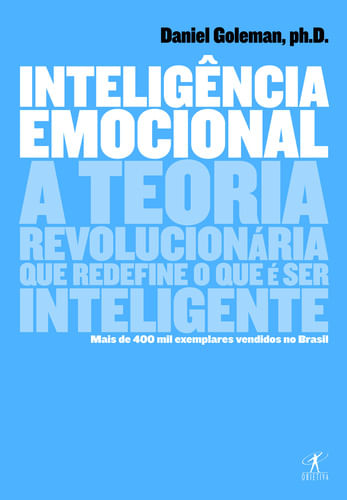 Daniel Goleman, ph.D.
INTELIGÊNCIA
EMOCIONAL
A TEORIA
REVOLUCIONÁRIA
QUE REDEFINE O QUE É SER
INTELIGENTE
Mais de 400 mil exemplares vendidos no Brasil
OBJETIVA